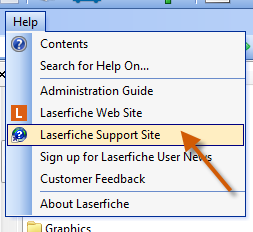 Help
Contents
Search for Help On...
Administration Guide
L Laserfiche Web Site
Laserfiche Support Site
Sign up for Laserfiche User News
Customer Feedback
About Laserfiche
Graphics